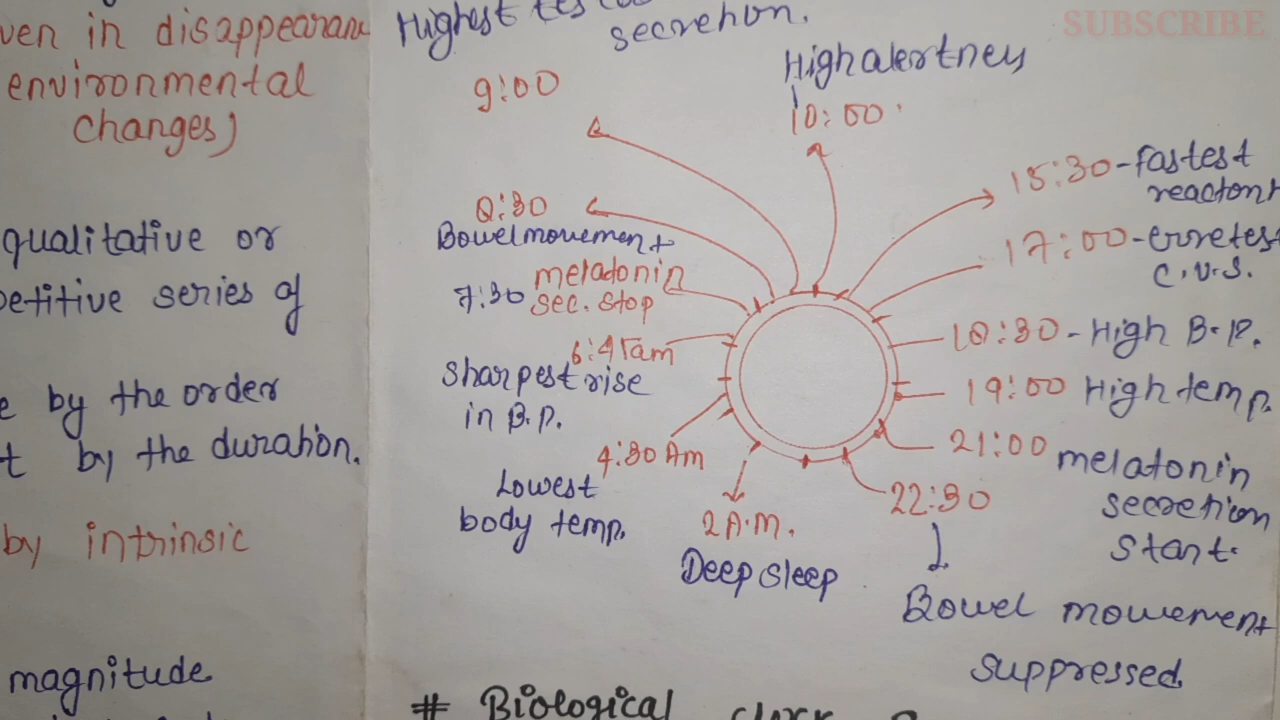 ven in disappearanc
environmental
changes)
qualitative or
petitive series of
e by the order
t by the duration.
by intrinsic
magnitude
SUBSCRIBE
Highest
secretion.
9:00
High alertney
10:00
15:30-fastest
reaction
8:30
Bowel movement
17:00-
C.V.S.
melatonin
7:30 sec. stop
18:30-High B.P.
6:45am
sharpest rise
in B.P.
19:00 High temp.
4:30 Am
Lowest
body temp.
21:00 melatonin
secretion
start.
22:30
2 A.M.
Deep sleep
Bowel movement
suppressed
# Biological